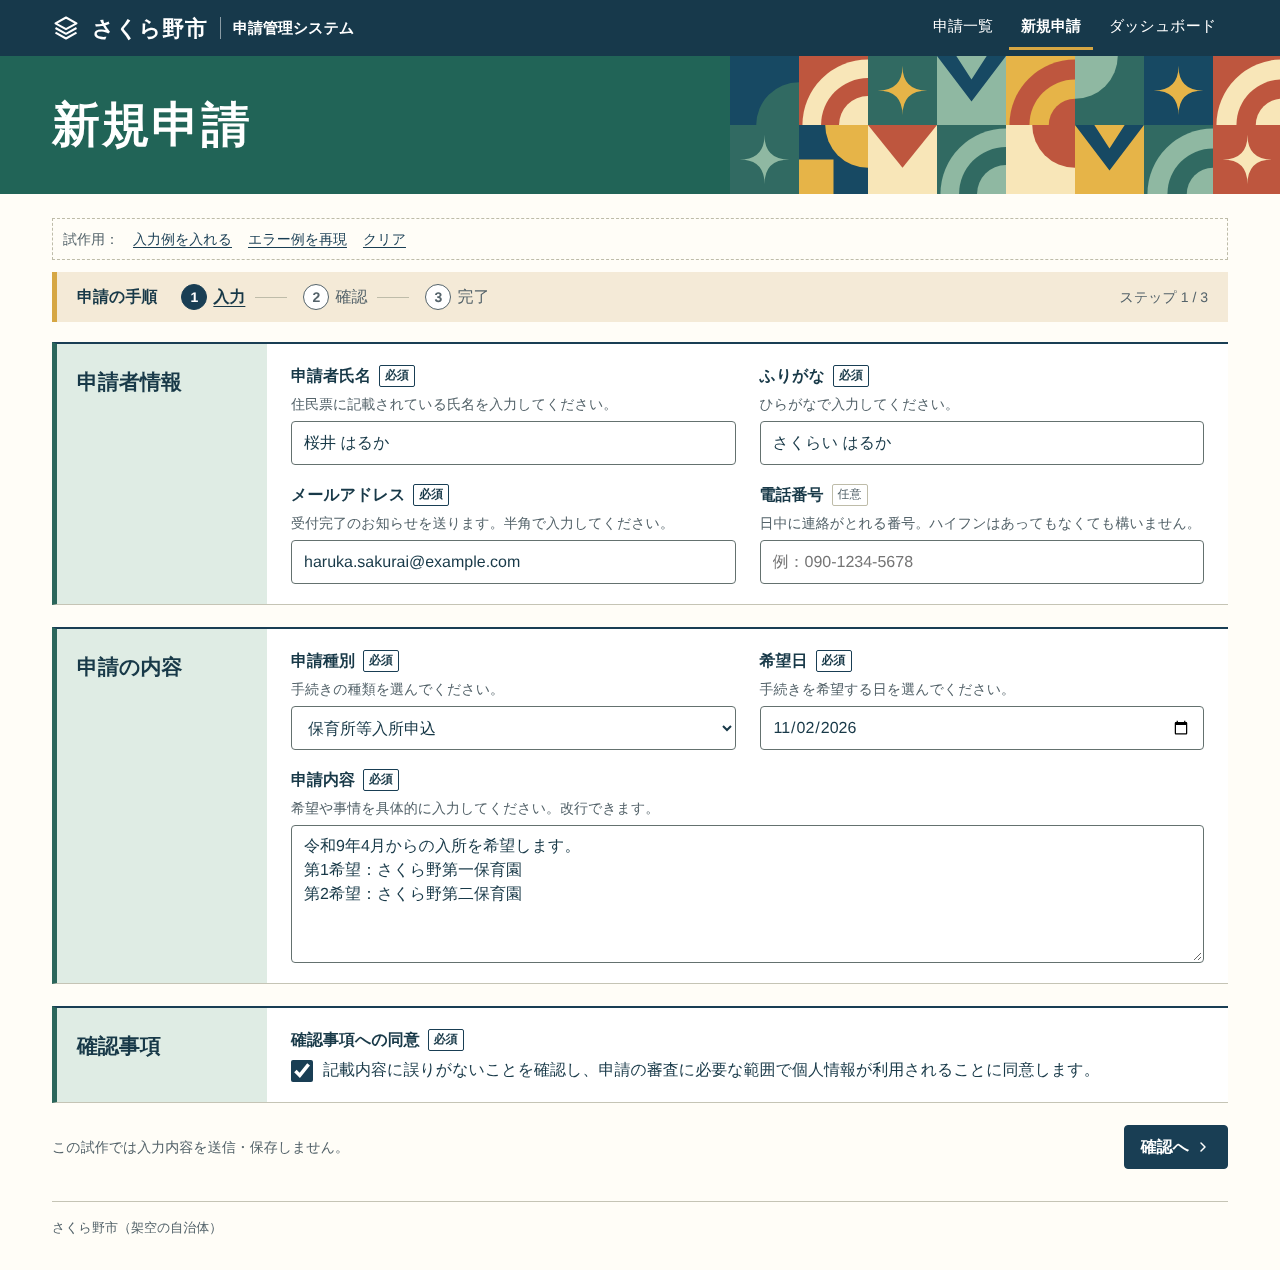 さくら野市
申請管理システム
申請一覧
新規申請
ダッシュボード
新規申請
試作用：
入力例を入れる
エラー例を再現
クリア
申請の手順
1 入力
2 確認
3 完了
ステップ 1 / 3
申請者情報
申請者氏名 必須
住民票に記載されている氏名を入力してください。
桜井 はるか
ふりがな 必須
ひらがなで入力してください。
さくらい はるか
メールアドレス 必須
受付完了のお知らせを送ります。半角で入力してください。
haruka.sakurai@example.com
電話番号 任意
日中に連絡がとれる番号。ハイフンはあってもなくても構いません。
例：090-1234-5678
申請の内容
申請種別 必須
手続きの種類を選んでください。
保育所等入所申込
希望日 必須
手続きを希望する日を選んでください。
11/02/2026
申請内容 必須
希望や事情を具体的に入力してください。改行できます。
令和9年4月からの入所を希望します。
第1希望：さくら野第一保育園
第2希望：さくら野第二保育園
確認事項
確認事項への同意 必須
記載内容に誤りがないことを確認し、申請の審査に必要な範囲で個人情報が利用されることに同意します。
この試作では入力内容を送信・保存しません。
確認へ
さくら野市（架空の自治体）